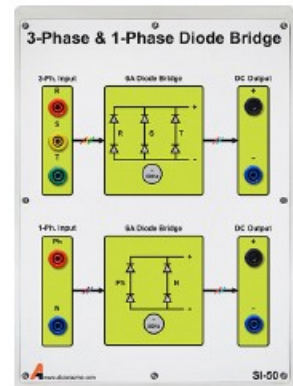 3-Phase & 1-Phase Diode Bridge
3-Ph. Input
6A Diode Bridge
DC Output
R
S
T
+
-
R
S
T
+
-
1-Ph. Input
6A Diode Bridge
DC Output
Ph
N
+
-
Ph
N
+
-
SI-50